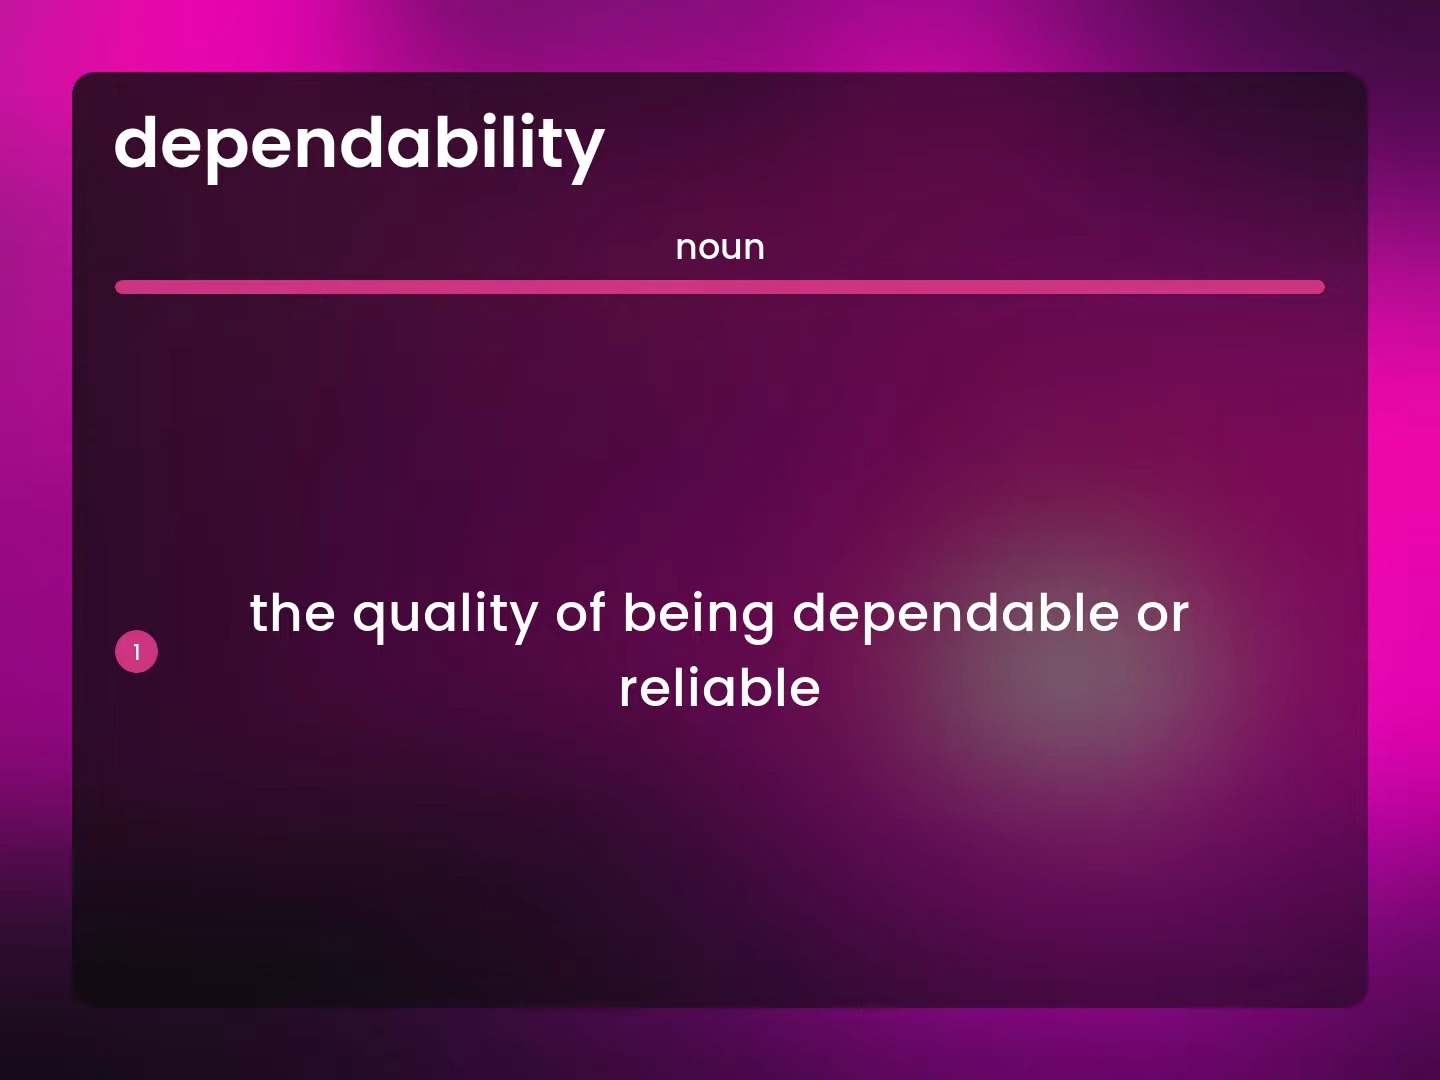 dependability
noun
1
the quality of being dependable or
reliable